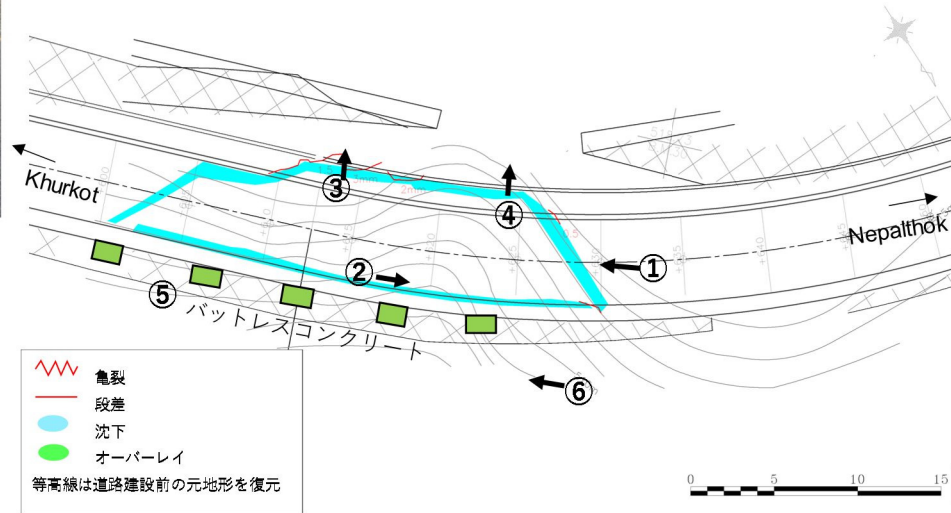 Khurkot
Nepalthok
③
④
②
①
⑤
⑥
バットレスコンクリート
亀裂
段差
沈下
オーバーレイ
等高線は道路建設前の元地形を復元
0 5 10 15